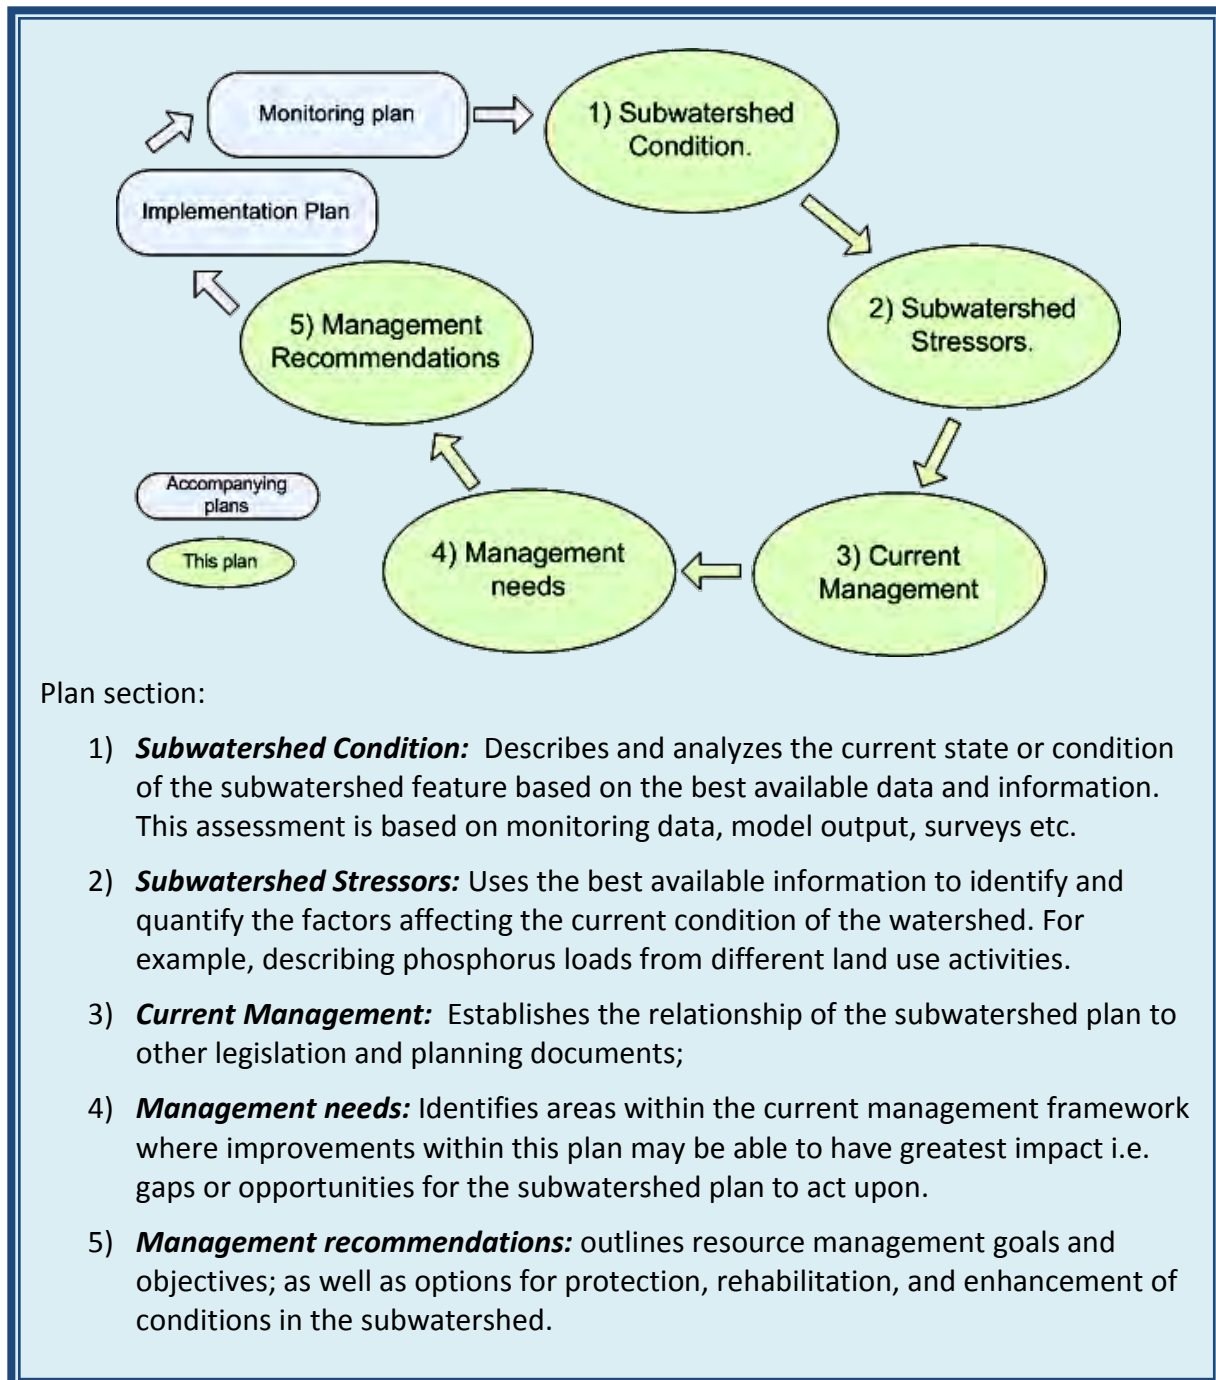 Monitoring plan
1) Subwatershed
Condition.
Implementation Plan
2) Subwatershed
Stressors.
5) Management
Recommendations
Accompanying
plans
This plan
4) Management
needs
3) Current
Management
Plan section:
1) Subwatershed Condition: Describes and analyzes the current state or condition
of the subwatershed feature based on the best available data and information.
This assessment is based on monitoring data, model output, surveys etc.
2) Subwatershed Stressors: Uses the best available information to identify and
quantify the factors affecting the current condition of the watershed. For
example, describing phosphorus loads from different land use activities.
3) Current Management: Establishes the relationship of the subwatershed plan to
other legislation and planning documents;
4) Management needs: Identifies areas within the current management framework
where improvements within this plan may be able to have greatest impact i.e.
gaps or opportunities for the subwatershed plan to act upon.
5) Management recommendations: outlines resource management goals and
objectives; as well as options for protection, rehabilitation, and enhancement of
conditions in the subwatershed.